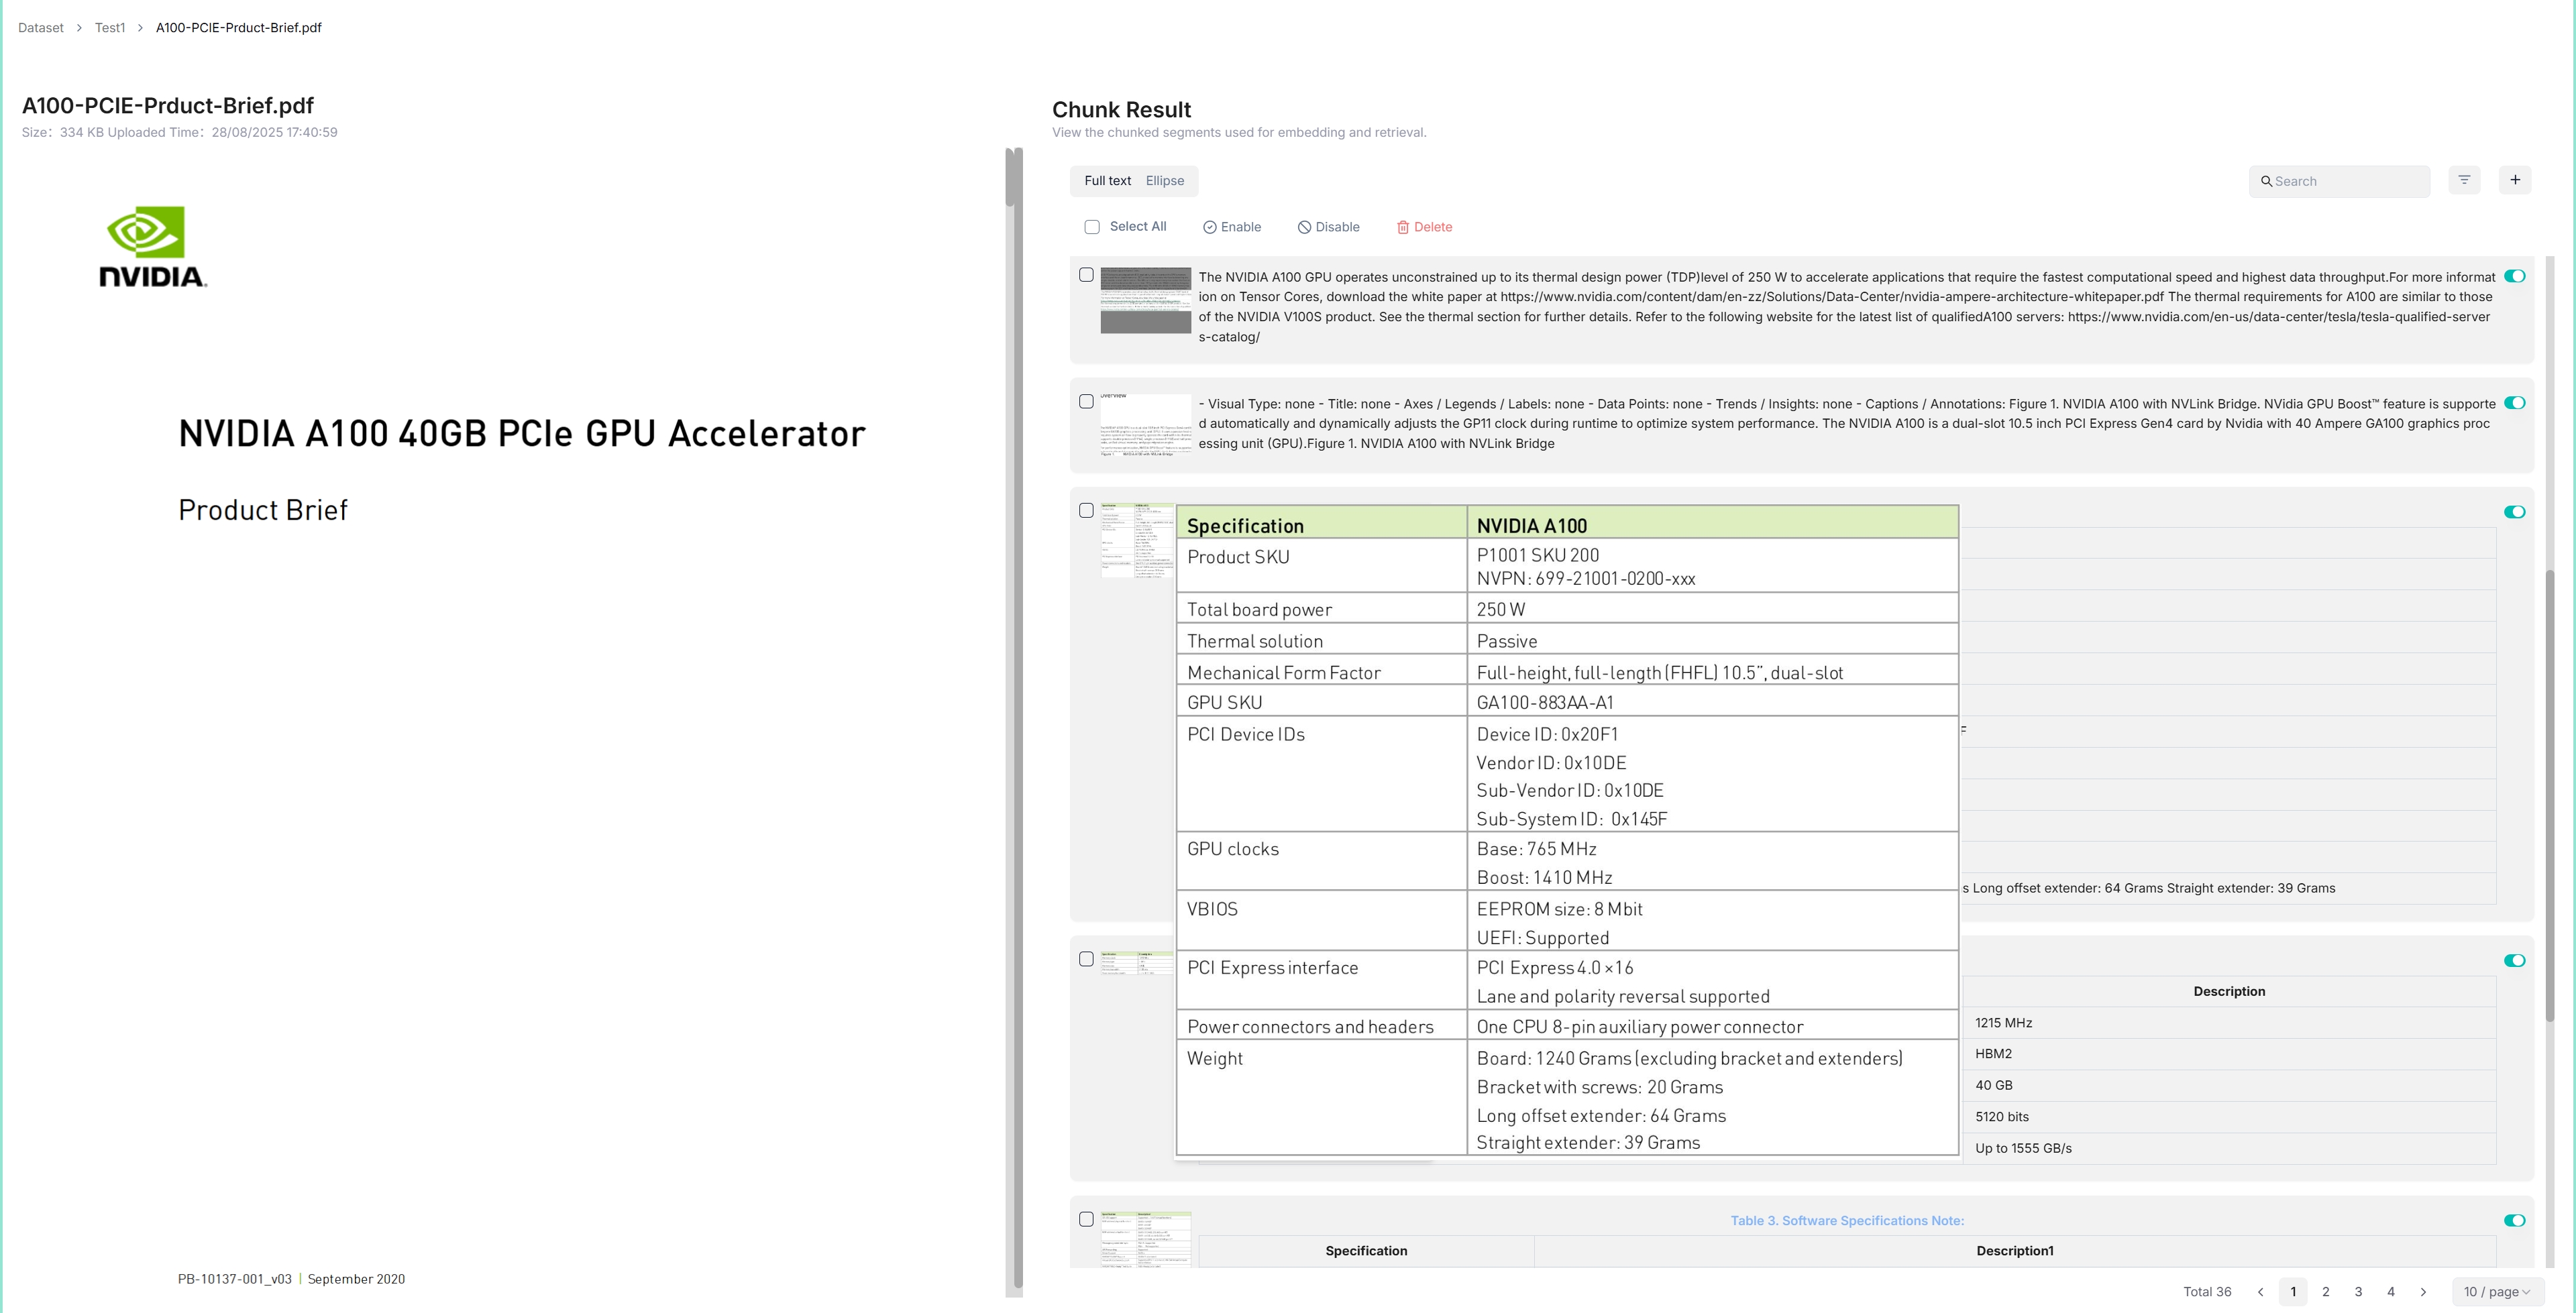 Dataset > Test1 > A100-PCIE-Prduct-Brief.pdf
A100-PCIE-Prduct-Brief.pdf
Size: 334 KB Uploaded Time: 28/08/2025 17:40:59
NVIDIA.
NVIDIA A100 40GB PCIe GPU Accelerator
Product Brief
PB-10137-001_v03 | September 2020
Chunk Result
View the chunked segments used for embedding and retrieval.
Full text Ellipse
Search
Select All Enable Disable Delete
The NVIDIA A100 GPU operates unconstrained up to its thermal design power (TDP)level of 250 W to accelerate applications that require the fastest computational speed and highest data throughput.For more informat
ion on Tensor Cores, download the white paper at https://www.nvidia.com/content/dam/en-zz/Solutions/Data-Center/nvidia-ampere-architecture-whitepaper.pdf The thermal requirements for A100 are similar to those
of the NVIDIA V100S product. See the thermal section for further details. Refer to the following website for the latest list of qualifiedA100 servers: https://www.nvidia.com/en-us/data-center/tesla/tesla-qualified-server
s-catalog/
- Visual Type: none - Title: none - Axes / Legends / Labels: none - Data Points: none - Trends / Insights: none - Captions / Annotations: Figure 1. NVIDIA A100 with NVLink Bridge. NVidia GPU Boost™ feature is supporte
d automatically and dynamically adjusts the GP11 clock during runtime to optimize system performance. The NVIDIA A100 is a dual-slot 10.5 inch PCI Express Gen4 card by Nvidia with 40 Ampere GA100 graphics proc
essing unit (GPU).Figure 1. NVIDIA A100 with NVLink Bridge
Specification NVIDIA A100
Product SKU P1001 SKU 200
NVPN: 699-21001-0200-xxx
Total board power 250 W
Thermal solution Passive
Mechanical Form Factor Full-height, full-length (FHFL) 10.5", dual-slot
GPU SKU GA100-883AA-A1
PCI Device IDs Device ID: 0x20F1
Vendor ID: 0x10DE
Sub-Vendor ID: 0x10DE
Sub-System ID: 0x145F
GPU clocks Base: 765 MHz
Boost: 1410 MHz
VBIOS EEPROM size: 8 Mbit
UEFI: Supported
PCI Express interface PCI Express 4.0 ×16
Lane and polarity reversal supported
Power connectors and headers One CPU 8-pin auxiliary power connector
Weight Board: 1240 Grams (excluding bracket and extenders)
Bracket with screws: 20 Grams
Long offset extender: 64 Grams
Straight extender: 39 Grams
F
s Long offset extender: 64 Grams Straight extender: 39 Grams
Description
1215 MHz
HBM2
40 GB
5120 bits
Up to 1555 GB/s
Table 3. Software Specifications Note:
Specification Description1
Total 36 < 1 2 3 4 > 10 / page